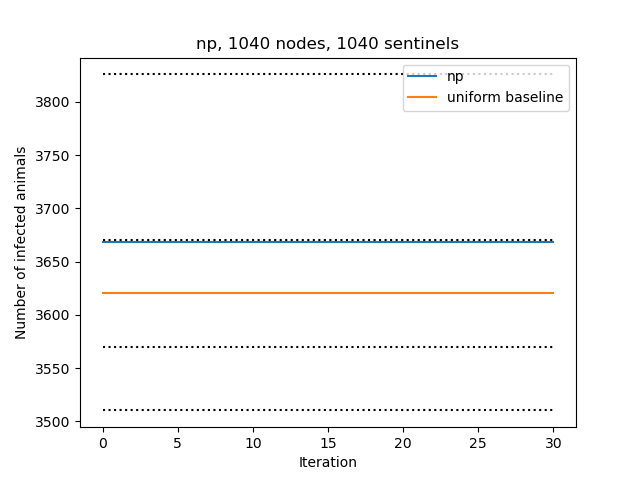 np, 1040 nodes, 1040 sentinels
np
uniform baseline
3800
3750
3700
3650
3600
3550
3500
Number of infected animals
0 5 10 15 20 25 30
Iteration